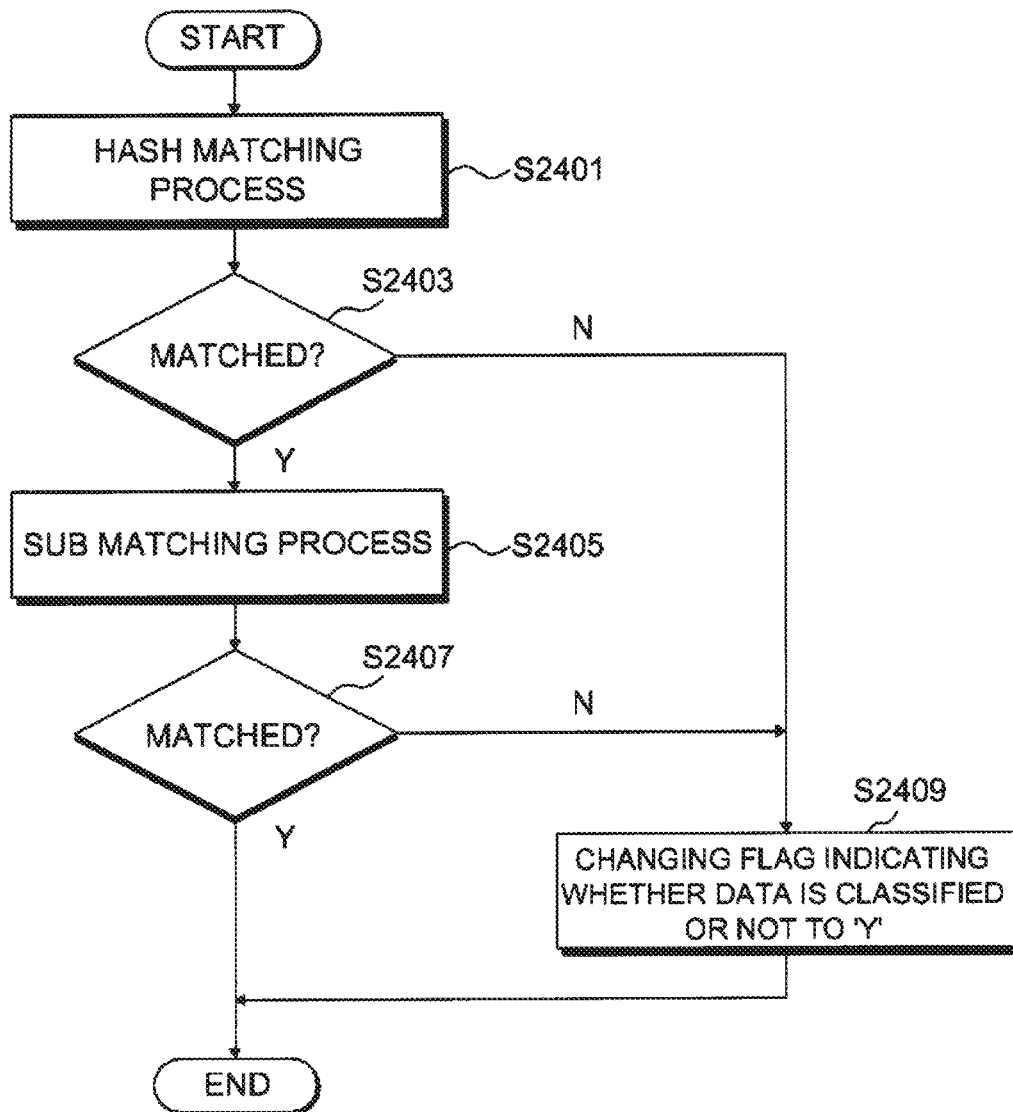 START
HASH MATCHING
PROCESS
S2401
S2403
MATCHED?
N
Y
SUB MATCHING PROCESS
S2405
S2407
MATCHED?
N
Y
S2409
CHANGING FLAG INDICATING
WHETHER DATA IS CLASSIFIED
OR NOT TO 'Y'
END